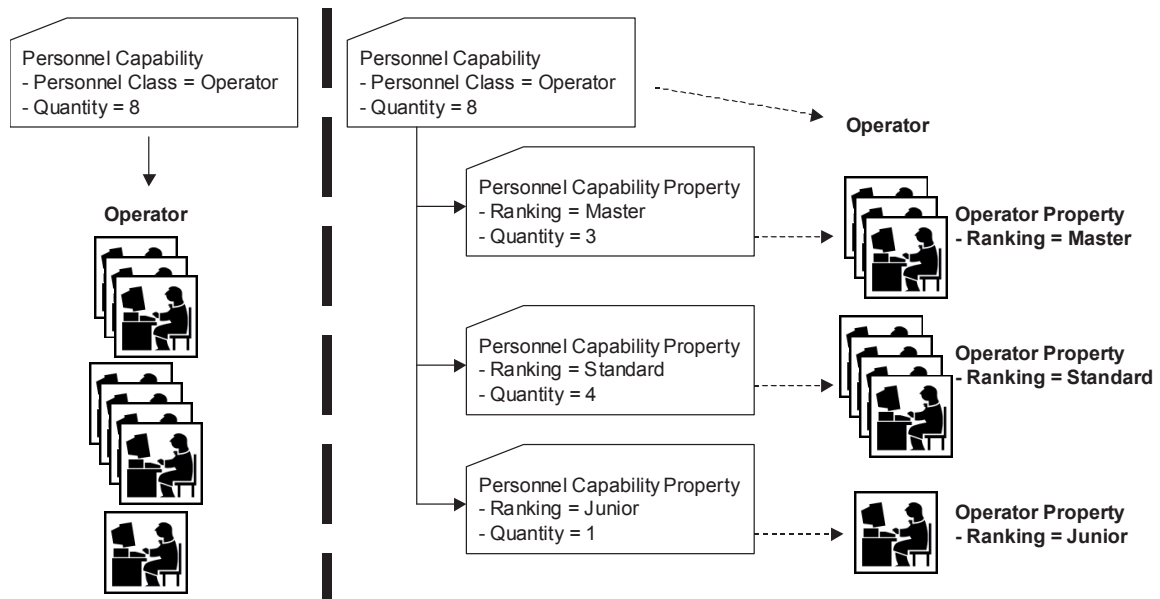 Personnel Capability
- Personnel Class = Operator
- Quantity = 8
Operator
Personnel Capability
- Personnel Class = Operator
- Quantity = 8
Operator
Personnel Capability Property
- Ranking = Master
- Quantity = 3
Operator Property
- Ranking = Master
Personnel Capability Property
- Ranking = Standard
- Quantity = 4
Operator Property
- Ranking = Standard
Personnel Capability Property
- Ranking = Junior
- Quantity = 1
Operator Property
- Ranking = Junior